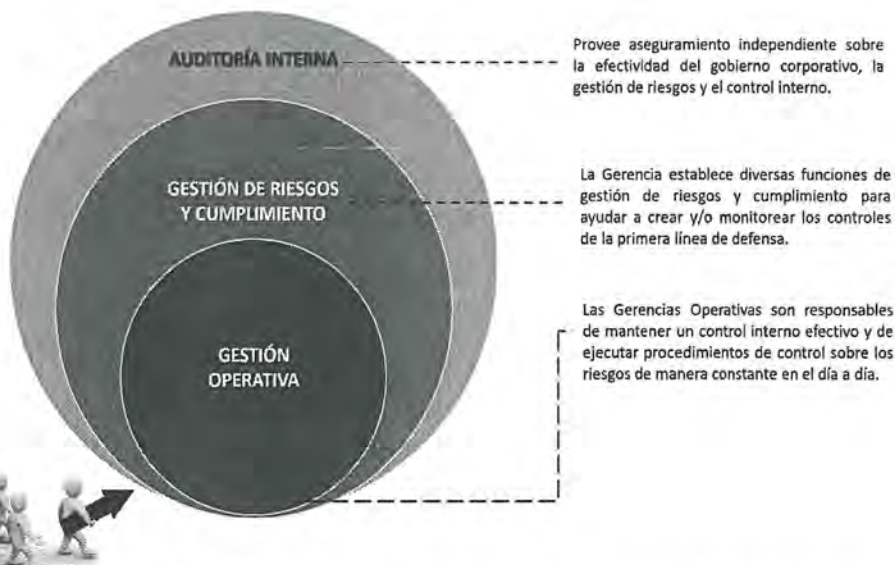 AUDITORÍA INTERNA
Provee aseguramiento independiente sobre
la efectividad del gobierno corporativo, la
gestión de riesgos y el control interno.
GESTIÓN DE RIESGOS
Y CUMPLIMIENTO
La Gerencia establece diversas funciones de
gestión de riesgos y cumplimiento para
ayudar a crear y/o monitorear los controles
de la primera línea de defensa.
GESTIÓN
OPERATIVA
Las Gerencias Operativas son responsables
de mantener un control interno efectivo y de
ejecutar procedimientos de control sobre los
riesgos de manera constante en el día a día.